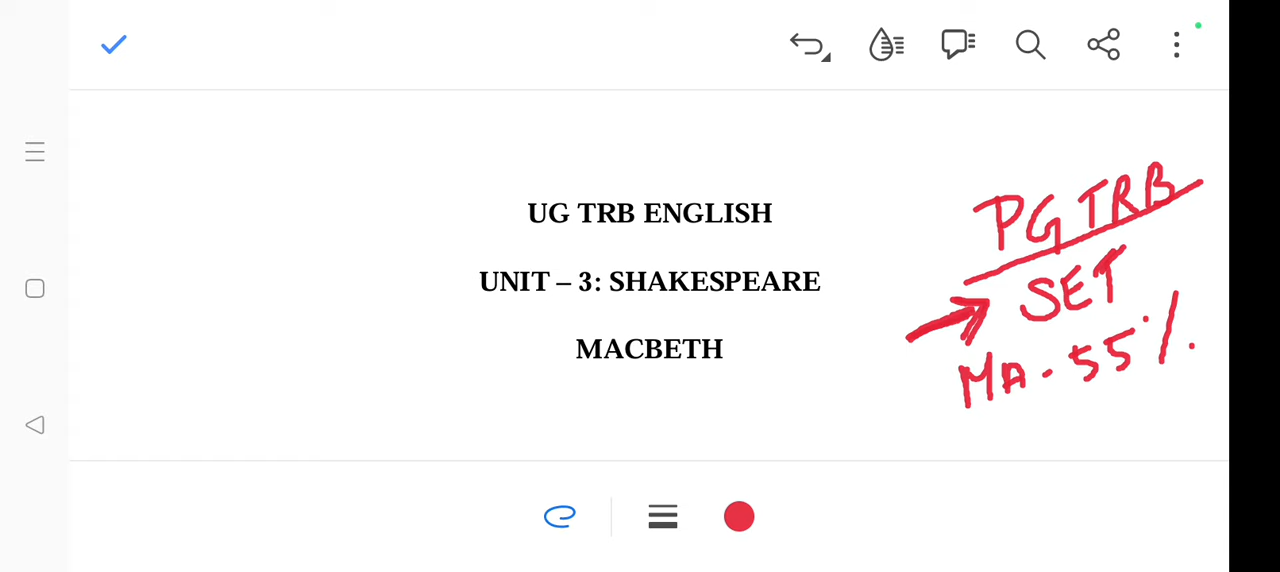 UG TRB ENGLISH
UNIT – 3: SHAKESPEARE
MACBETH
PG TRB
SET
MA - 55 %.